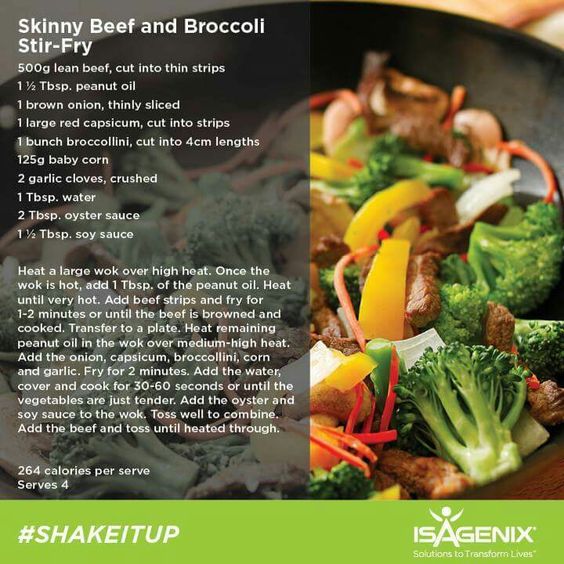 Skinny Beef and Broccoli
Stir-Fry
500g lean beef, cut into thin strips
1 ½ Tbsp. peanut oil
1 brown onion, thinly sliced
1 large red capsicum, cut into strips
1 bunch broccollini, cut into 4cm lengths
125g baby corn
2 garlic cloves, crushed
1 Tbsp. water
2 Tbsp. oyster sauce
1 ½ Tbsp. soy sauce
Heat a large wok over high heat. Once the
wok is hot, add 1 Tbsp. of the peanut oil. Heat
until very hot. Add beef strips and fry for
1-2 minutes or until the beef is browned and
cooked. Transfer to a plate. Heat remaining
peanut oil in the wok over medium-high heat.
Add the onion, capsicum, broccollini, corn
and garlic. Fry for 2 minutes. Add the water,
cover and cook for 30-60 seconds or until the
vegetables are just tender. Add the oyster and
soy sauce to the wok. Toss well to combine.
Add the beef and toss until heated through.
264 calories per serve
Serves 4
#SHAKEITUP
ISAGENIX®
Solutions to Transform Lives™